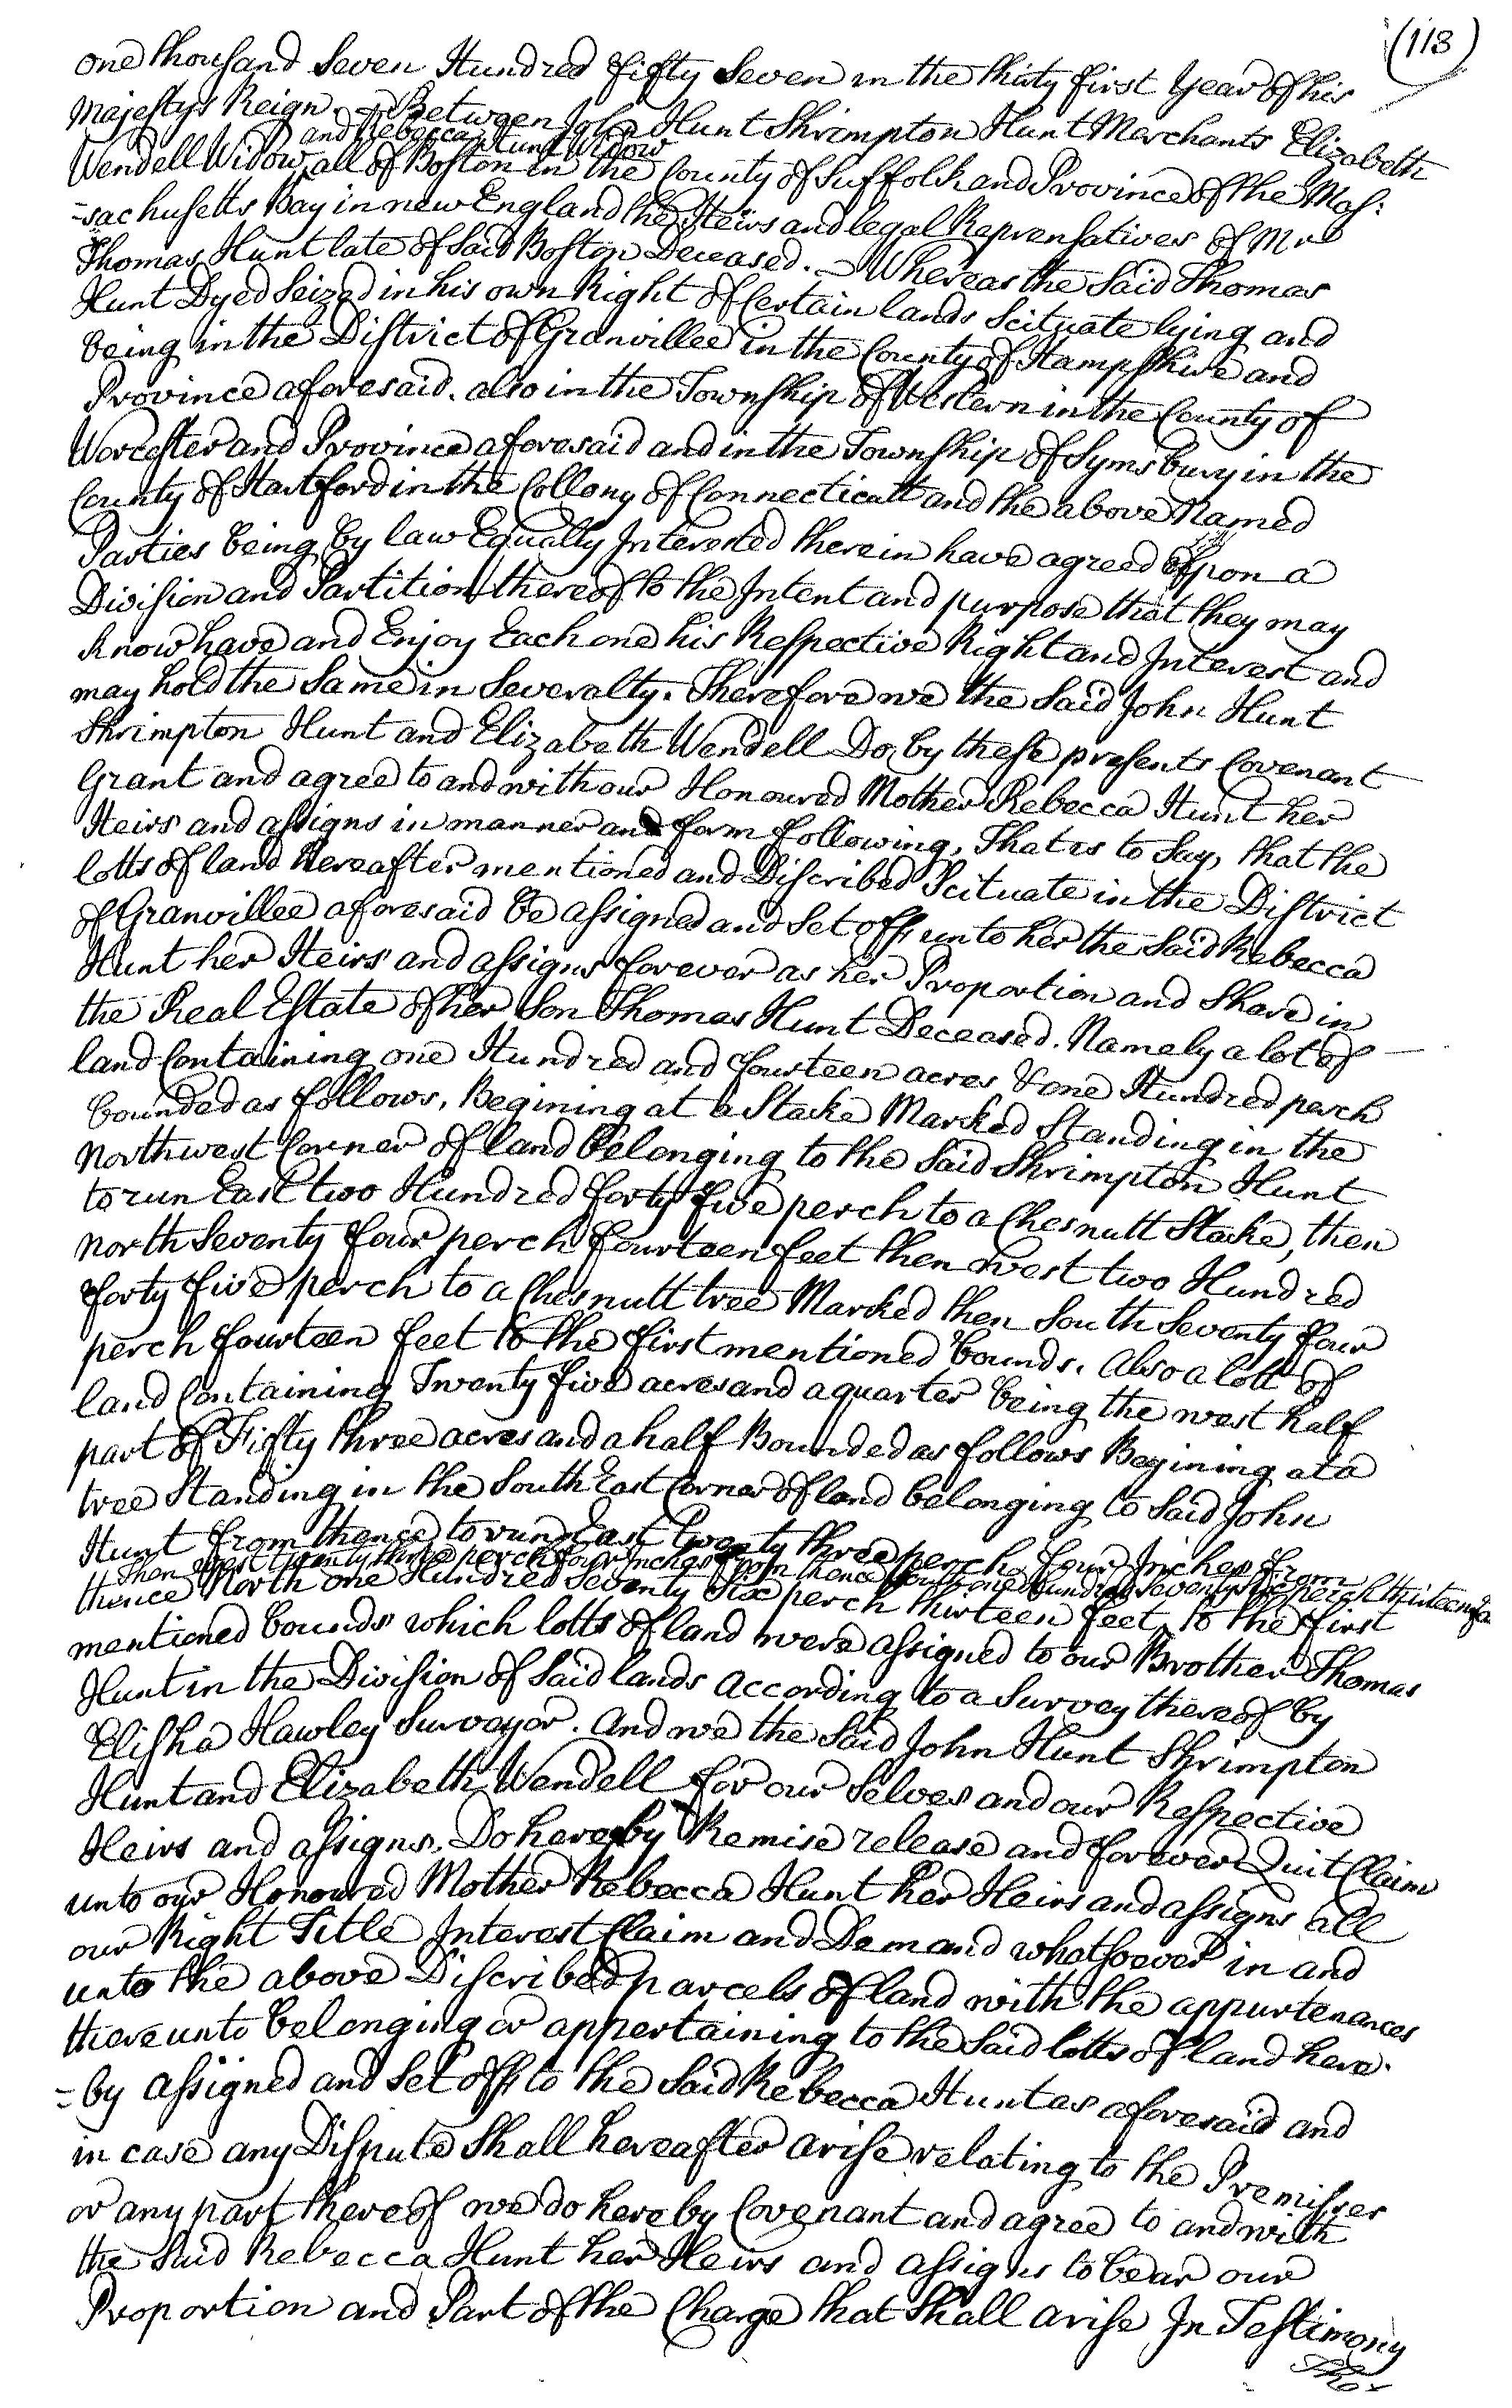 (113)
one thousand Seven Hundred fifty Seven in the thirty first Year of his
Majestys Reign. Between John Hunt Shrimpton Hunt Merchants Elizabeth
and Rebecca Hunt Widow
Wendell Widow all of Boston in the County of Suffolk and Province of the Mas:
=sachusetts Bay in new England the Heirs and legal Reprensatives of Mr
Thomas Hunt late of Said Boston Deceased. Whereas the Said Thomas
Hunt Dyed Seized in his own Right of Certain lands Scituate lying and
being in the District of Granvillee in the County of Hampshire and
Province aforesaid. also in the Township of Western in the County of
Worcester and Province aforesaid and in the Township of Symsbury in the
County of Hartford in the Collony of Connecticutt and the above Named
Parties being by law Equally Interested therein have agreed upon a
Division and Partition thereof to the Intent and purpose that they may
know have and Enjoy Each one his Respective Right and Interest and
may hold the Same in Severalty. Therefore we the Said John Hunt
Shrimpton Hunt and Elizabeth Wendell Do by these presents Covenant
Grant and agree to and with our Honoured Mother Rebecca Hunt her
Heirs and assigns in manner and form following, That is to Say, that the
lotts of land hereafter mentioned and Discribed Scituate in the District
of Granvillee aforesaid be assigned and Set off unto her the Said Rebecca
Hunt her Heirs and assigns forever as her Proportion and Share in
the Real Estate of her Son Thomas Hunt Deceased. Namely a lot of
land Containing one Hundred and fourteen acres & one Hundred perch
bounded as follows, Begining at a Stake Marked Standing in the
northwest Corner of land belonging to the Said Shrimpton Hunt
to run East two Hundred forty five perch to a Chesnutt Stake, then
north Seventy four perch fourteen feet then west two Hundred
forty five perch to a Chesnutt tree Marked then South Seventy four
perch fourteen feet to the first mentioned bounds. also a lott of
land Containing Twenty five acres and a quarter being the west half
part of Fifty three acres and a half Bounded as follows Begining at a
tree Standing in the South East Corner of land belonging to Said John
Hunt from thence to run East Twenty three perch four Inches from
then west twenty three perch four Inches from thence South one hundred Seventy Six perch thirteen feet
thence North one Hundred Seventy Six perch thirteen feet, to the first
mentioned bounds which lotts of land were assigned to our Brother Thomas
Hunt in the Division of Said lands according to a Survey thereof by
Elisha Hawley Surveyor. and we the Said John Hunt Shrimpton
Hunt and Elizabeth Wendell for our Selves and our Respective
Heirs and assigns. Do hereby Remise release and forever Quit Claim
unto our Honoured Mother Rebecca Hunt her Heirs and assigns all
our Right Title Interest Claim and Demand whatsoever in and
unto the above Discribed parcels of land with the appurtenances
thereunto belonging or appertaining to the Said lotts of land here-
=by assigned and Set off to the Said Rebecca Hunt as aforesaid and
in case any Dispute Shall hereafter arise relating to the Premisses
or any part thereof we do hereby Covenant and agree to and with
the Said Rebecca Hunt her Heirs and assigns to bear our
Proportion and Part of the Charge that Shall arise In Testimony